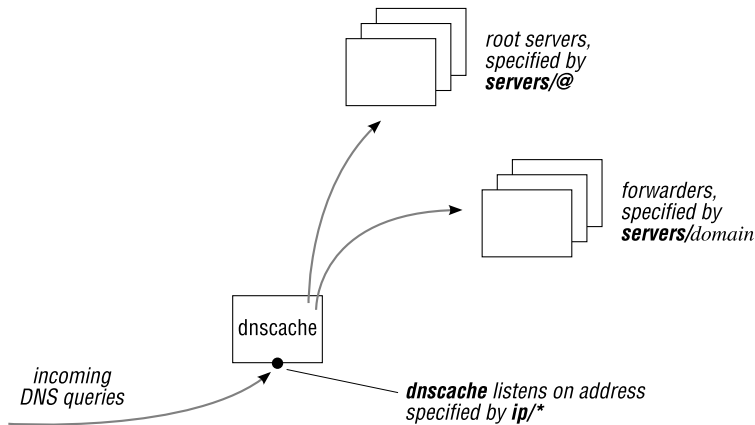 root servers,
specified by
servers/@
forwarders,
specified by
servers/domain
dnscache
incoming
DNS queries
dnscache listens on address
specified by ip/*